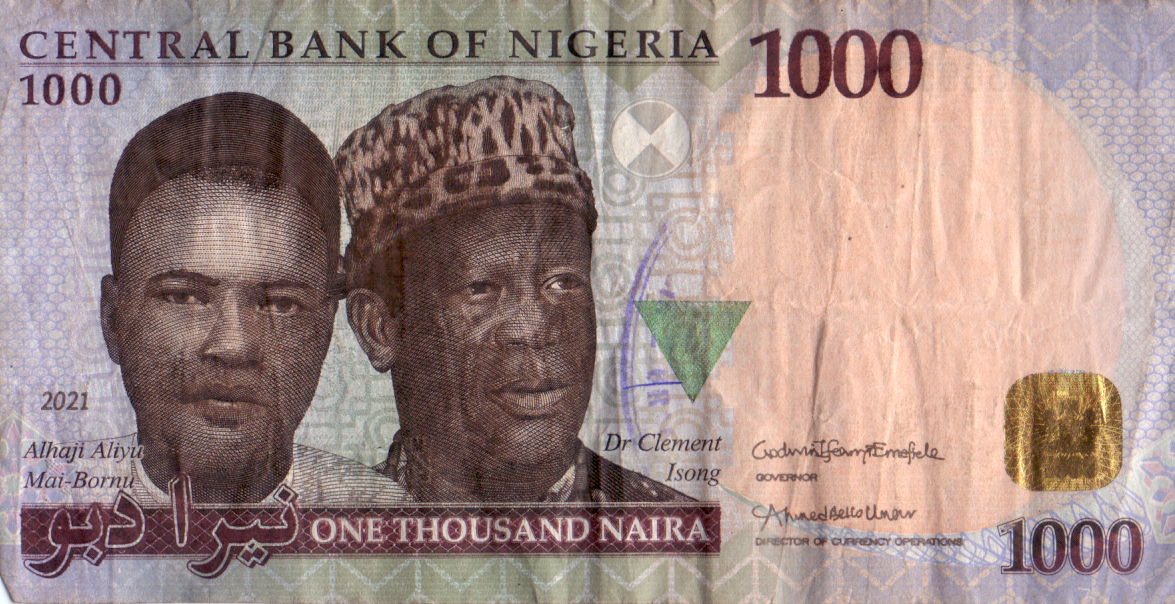 CENTRAL BANK OF NIGERIA
1000
1000
2021
Alhaji Aliyu
Mai-Bornu
Dr Clement
Isong
Godwin Ifeanyi Emefiele
GOVERNOR
Ahmed Bello Umar
DIRECTOR OF CURRENCY OPERATIONS
نيرا دبو
ONE THOUSAND NAIRA
1000